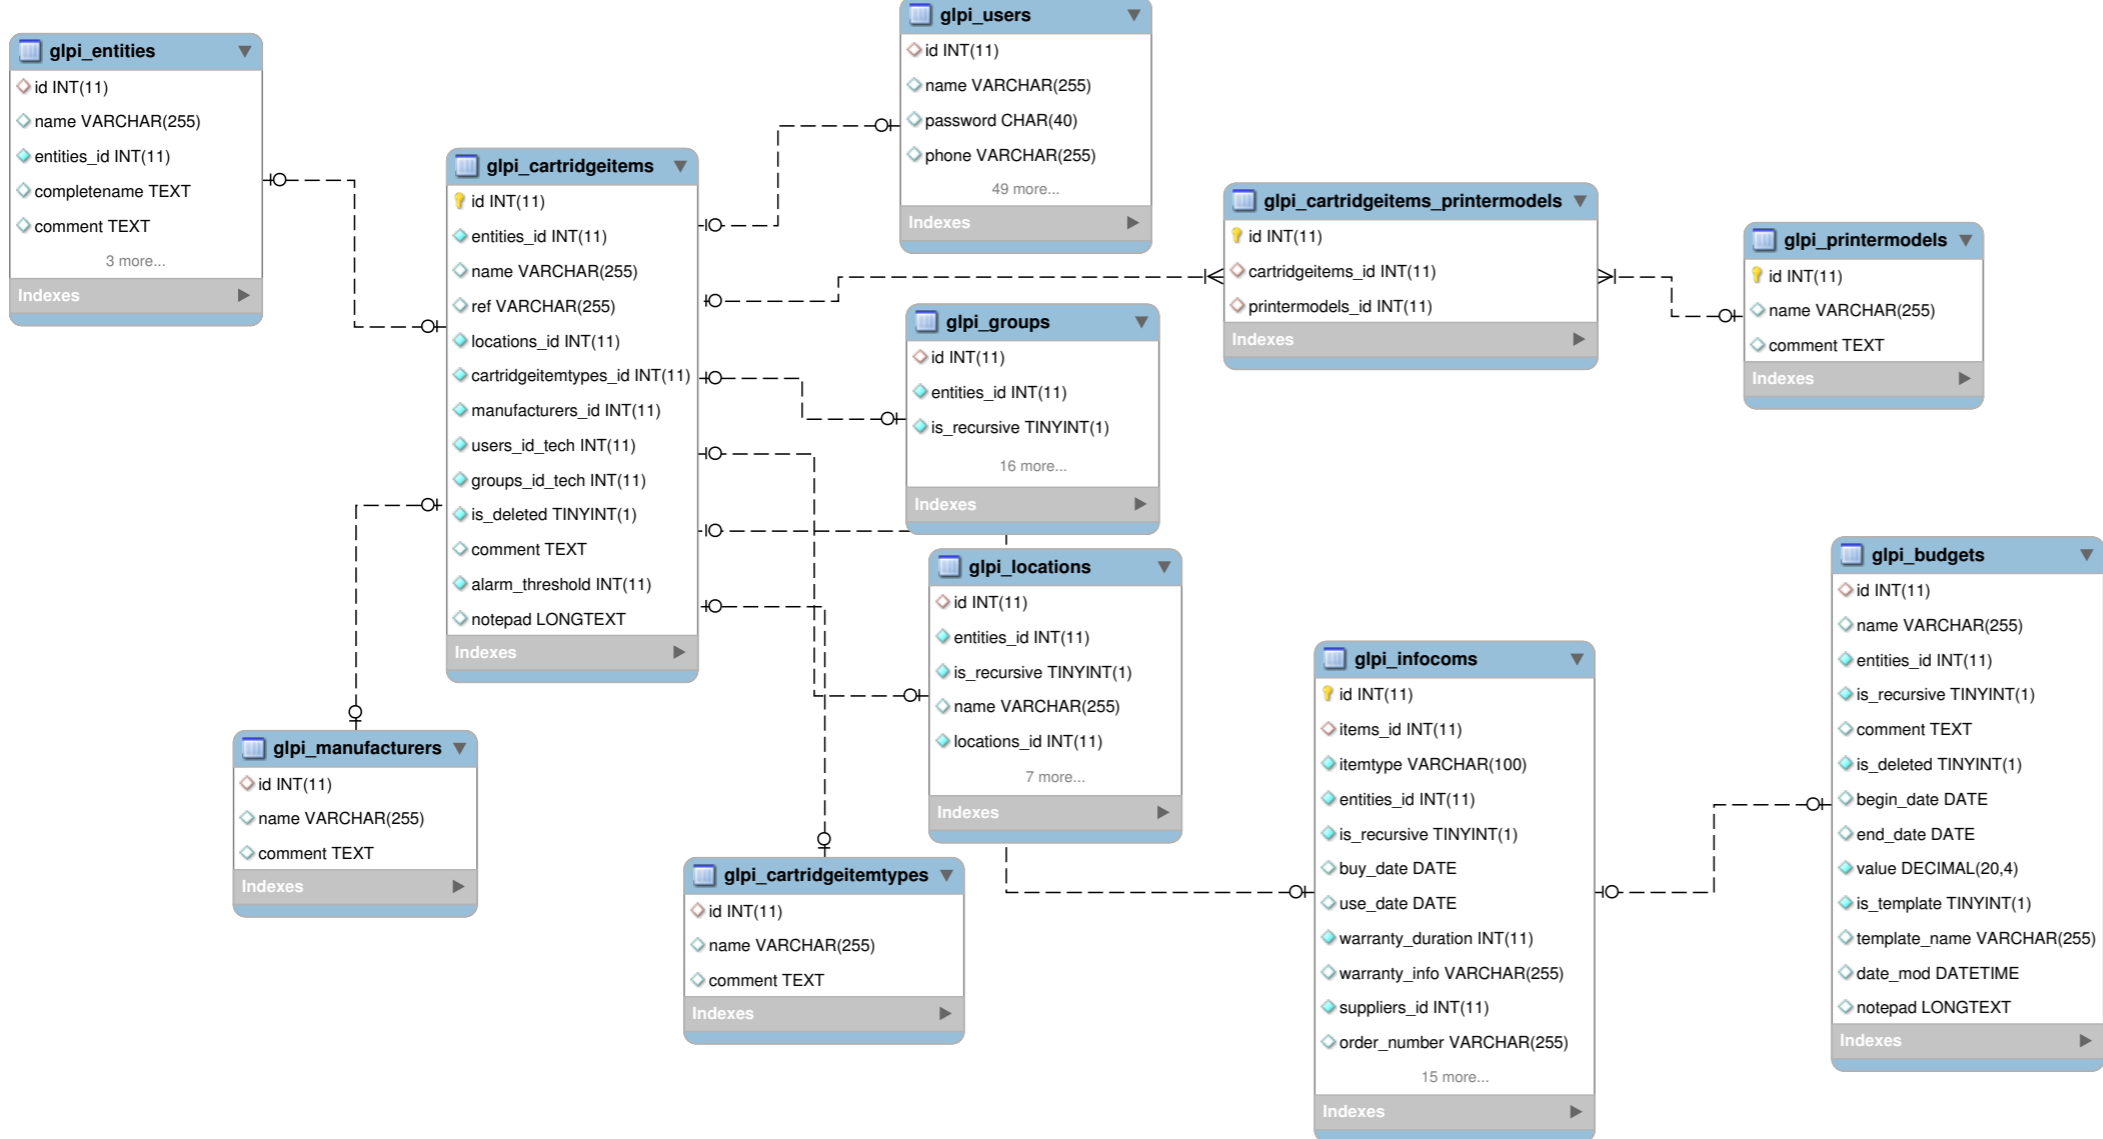 glpi_entities
id INT(11)
name VARCHAR(255)
entities_id INT(11)
completename TEXT
comment TEXT
3 more...
Indexes
glpi_cartridgeitems
id INT(11)
entities_id INT(11)
name VARCHAR(255)
ref VARCHAR(255)
locations_id INT(11)
cartridgeitemtypes_id INT(11)
manufacturers_id INT(11)
users_id_tech INT(11)
groups_id_tech INT(11)
is_deleted TINYINT(1)
comment TEXT
alarm_threshold INT(11)
notepad LONGTEXT
Indexes
glpi_users
id INT(11)
name VARCHAR(255)
password CHAR(40)
phone VARCHAR(255)
49 more...
Indexes
glpi_cartridgeitems_printermodels
id INT(11)
cartridgeitems_id INT(11)
printermodels_id INT(11)
Indexes
glpi_printermodels
id INT(11)
name VARCHAR(255)
comment TEXT
Indexes
glpi_groups
id INT(11)
entities_id INT(11)
is_recursive TINYINT(1)
16 more...
Indexes
glpi_locations
id INT(11)
entities_id INT(11)
is_recursive TINYINT(1)
name VARCHAR(255)
locations_id INT(11)
7 more...
Indexes
glpi_manufacturers
id INT(11)
name VARCHAR(255)
comment TEXT
Indexes
glpi_cartridgeitemtypes
id INT(11)
name VARCHAR(255)
comment TEXT
Indexes
glpi_infocoms
id INT(11)
items_id INT(11)
itemtype VARCHAR(100)
entities_id INT(11)
is_recursive TINYINT(1)
buy_date DATE
use_date DATE
warranty_duration INT(11)
warranty_info VARCHAR(255)
suppliers_id INT(11)
order_number VARCHAR(255)
15 more...
Indexes
glpi_budgets
id INT(11)
name VARCHAR(255)
entities_id INT(11)
is_recursive TINYINT(1)
comment TEXT
is_deleted TINYINT(1)
begin_date DATE
end_date DATE
value DECIMAL(20,4)
is_template TINYINT(1)
template_name VARCHAR(255)
date_mod DATETIME
notepad LONGTEXT
Indexes